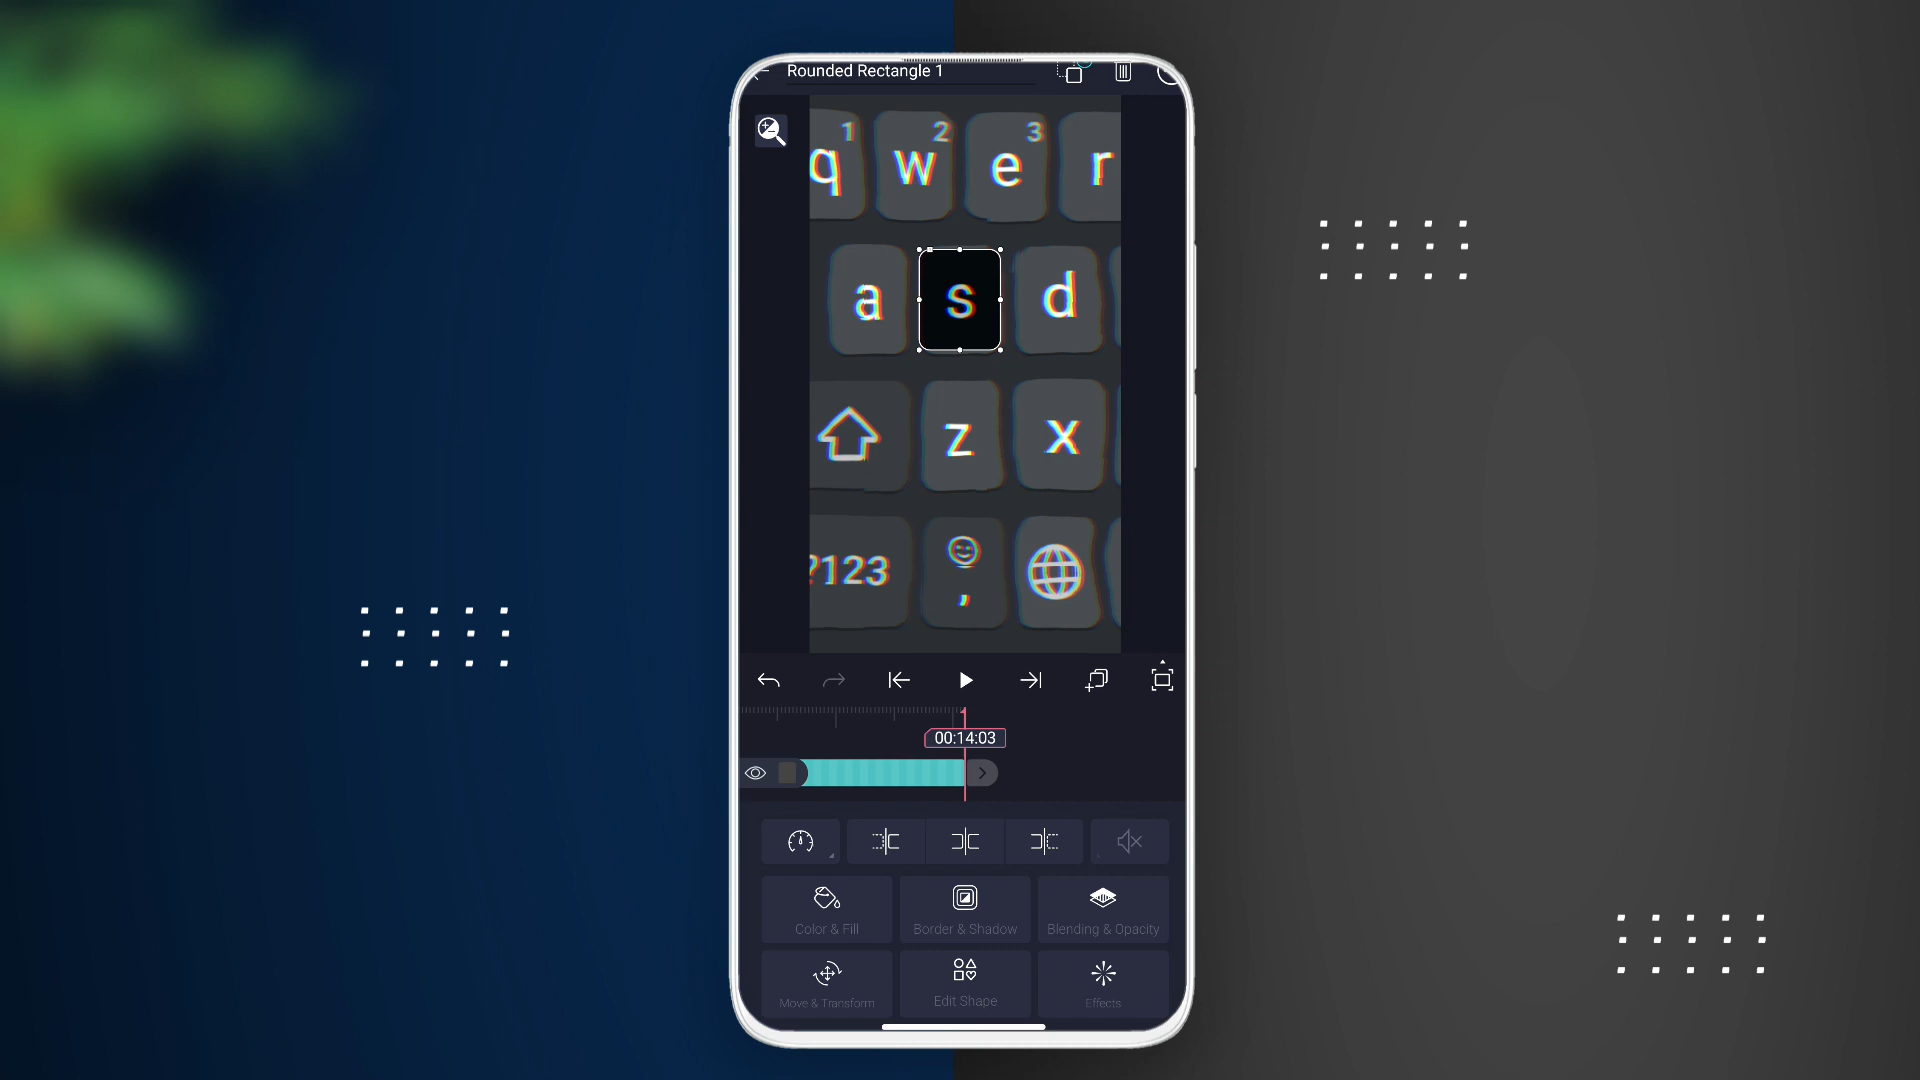 Rounded Rectangle 1
1 2 3
q w e r
a s d
z x
?123 ,
00:14:03
Color & Fill Border & Shadow Blending & Opacity
Move & Transform Edit Shape Effects